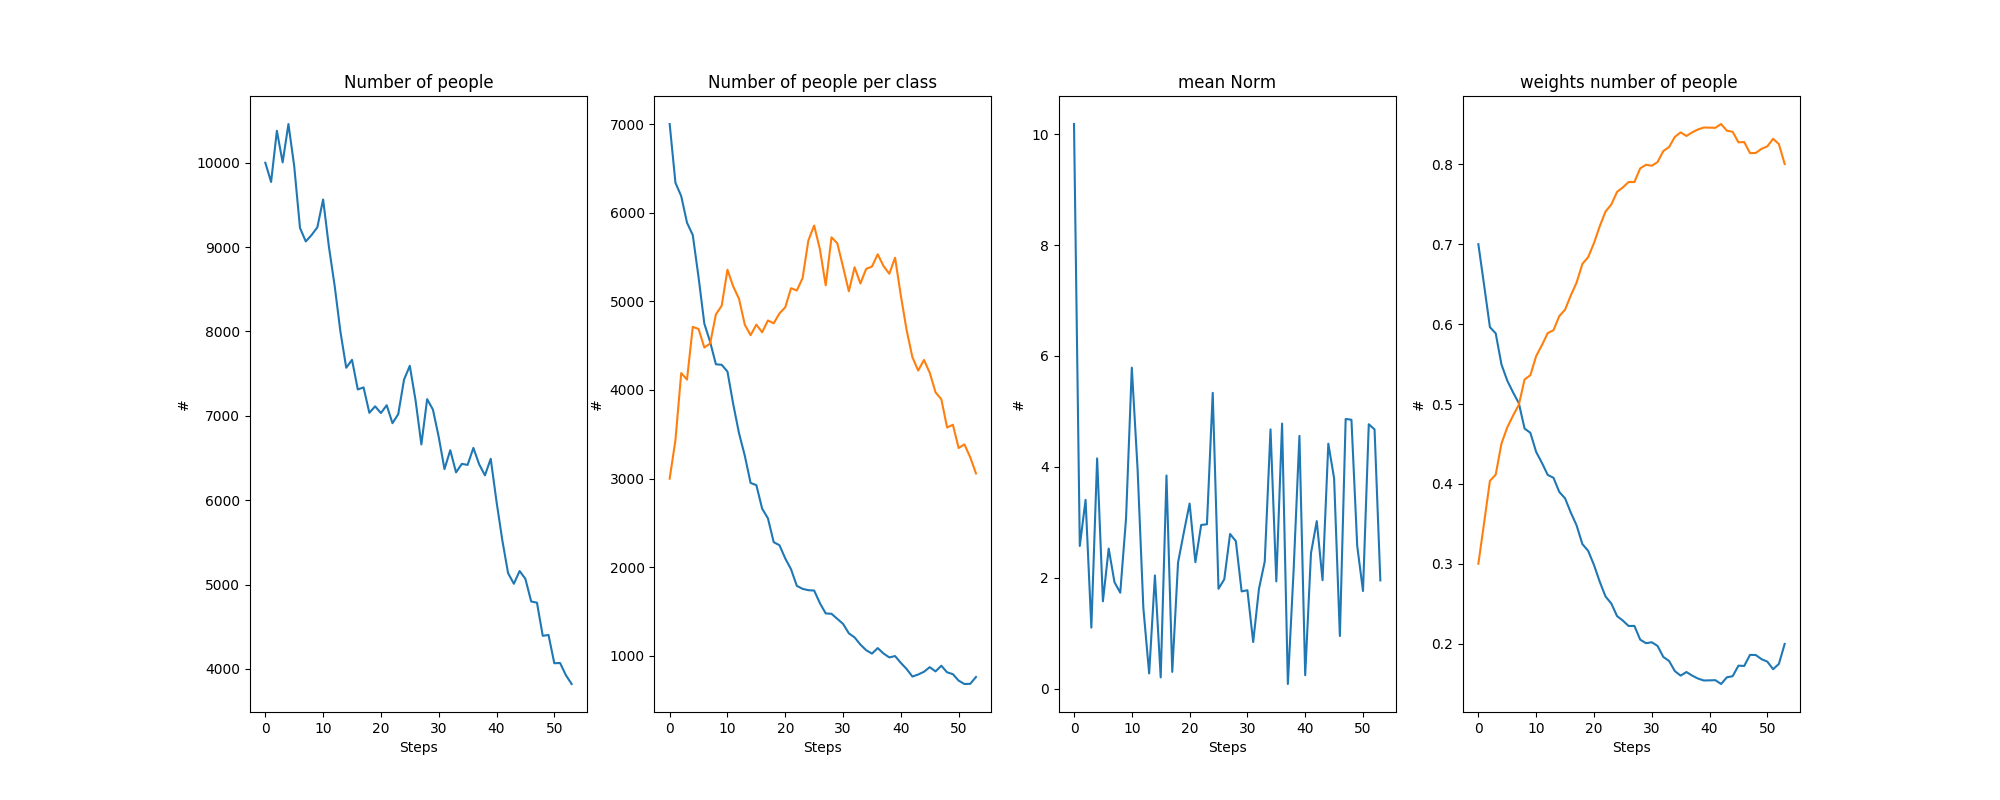 Number of people
10000
9000
8000
7000
6000
5000
4000
#
0 10 20 30 40 50
Steps
Number of people per class
7000
6000
5000
4000
3000
2000
1000
#
0 10 20 30 40 50
Steps
mean Norm
10
8
6
4
2
0
#
0 10 20 30 40 50
Steps
weights number of people
0.8
0.7
0.6
0.5
0.4
0.3
0.2
#
0 10 20 30 40 50
Steps